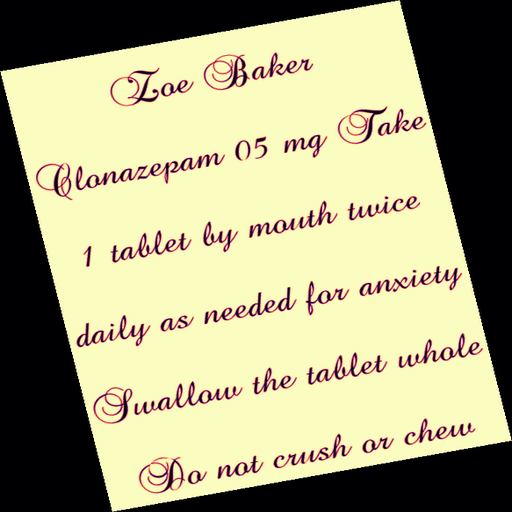 Zoe Baker
Clonazepam 05 mg Take
1 tablet by mouth twice
daily as needed for anxiety
Swallow the tablet whole
Do not crush or chew